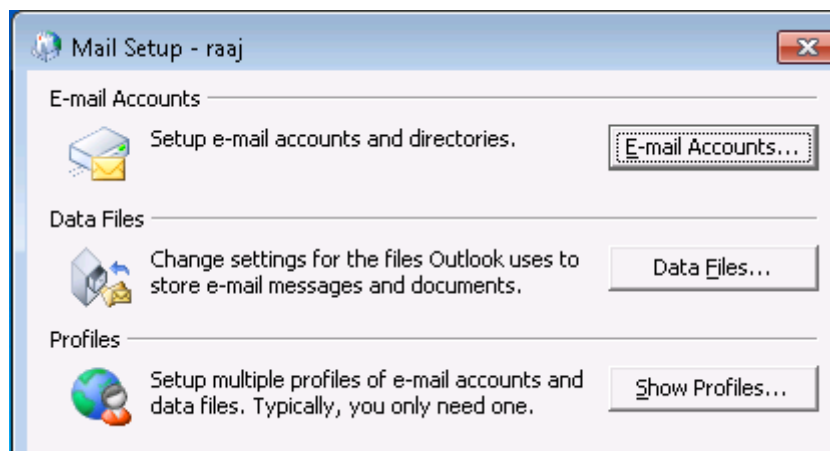 Mail Setup - raaj
E-mail Accounts
Setup e-mail accounts and directories.
E-mail Accounts...
Data Files
Change settings for the files Outlook uses to
store e-mail messages and documents.
Data Files...
Profiles
Setup multiple profiles of e-mail accounts and
data files. Typically, you only need one.
Show Profiles...